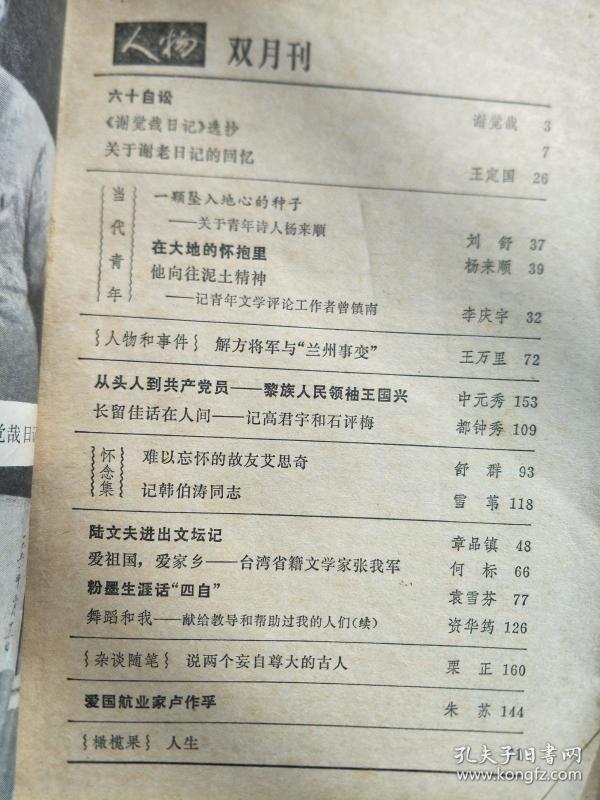 人物 双月刊
六十自讼 谢觉哉 3
《谢觉哉日记》选抄 7
关于谢老日记的回忆 王定国 26
当代青年
一颗坠入地心的种子
——关于青年诗人杨来顺 刘舒 37
在大地的怀抱里 杨来顺 39
他向往泥土精神
——记青年文学评论工作者曾镇南 李庆宇 32
{人物和事件} 解方将军与“兰州事变” 王万里 72
从头人到共产党员——黎族人民领袖王国兴 中元秀 153
长留佳话在人间——记高君宇和石评梅 都钟秀 109
怀念集
难以忘怀的故友艾思奇 舒群 93
记韩伯涛同志 雪苇 118
陆文夫进出文坛记 章品镇 48
爱祖国，爱家乡——台湾省籍文学家张我军 何标 66
粉墨生涯话“四自” 袁雪芬 77
舞蹈和我——献给教导和帮助过我的人们(续) 资华筠 126
{杂谈随笔} 说两个妄自尊大的古人 栗正 160
爱国航业家卢作孚 朱苏 144
{橄榄果} 人生
觉哉日
孔夫子旧书网
www.kongfz.com